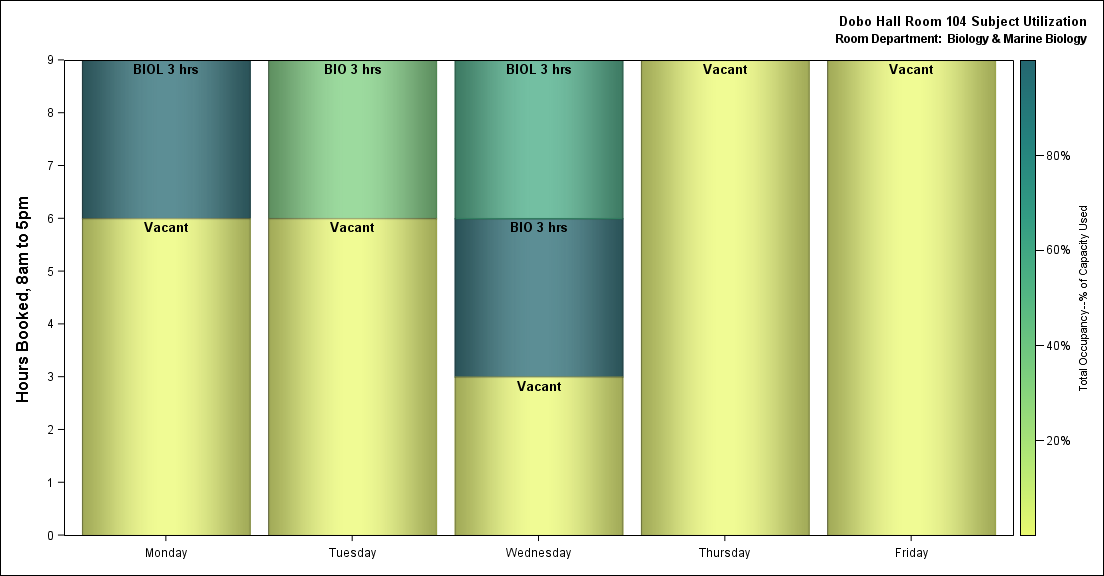 Dobo Hall Room 104 Subject Utilization
Room Department: Biology & Marine Biology
Hours Booked, 8am to 5pm
9
8
7
6
5
4
3
2
1
0
BIOL 3 hrs
Vacant
BIO 3 hrs
Vacant
BIOL 3 hrs
BIO 3 hrs
Vacant
Vacant
Vacant
Monday
Tuesday
Wednesday
Thursday
Friday
80%
60%
40%
20%
Total Occupancy--% of Capacity Used